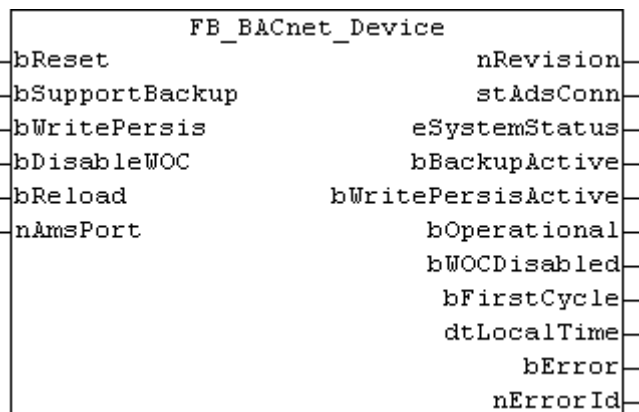 FB_BACnet_Device
bReset nRevision
bSupportBackup stAdsConn
bWritePersis eSystemStatus
bDisableWOC bBackupActive
bReload bWritePersisActive
nAmsPort bOperational
bWOCDisabled
bFirstCycle
dtLocalTime
bError
nErrorId